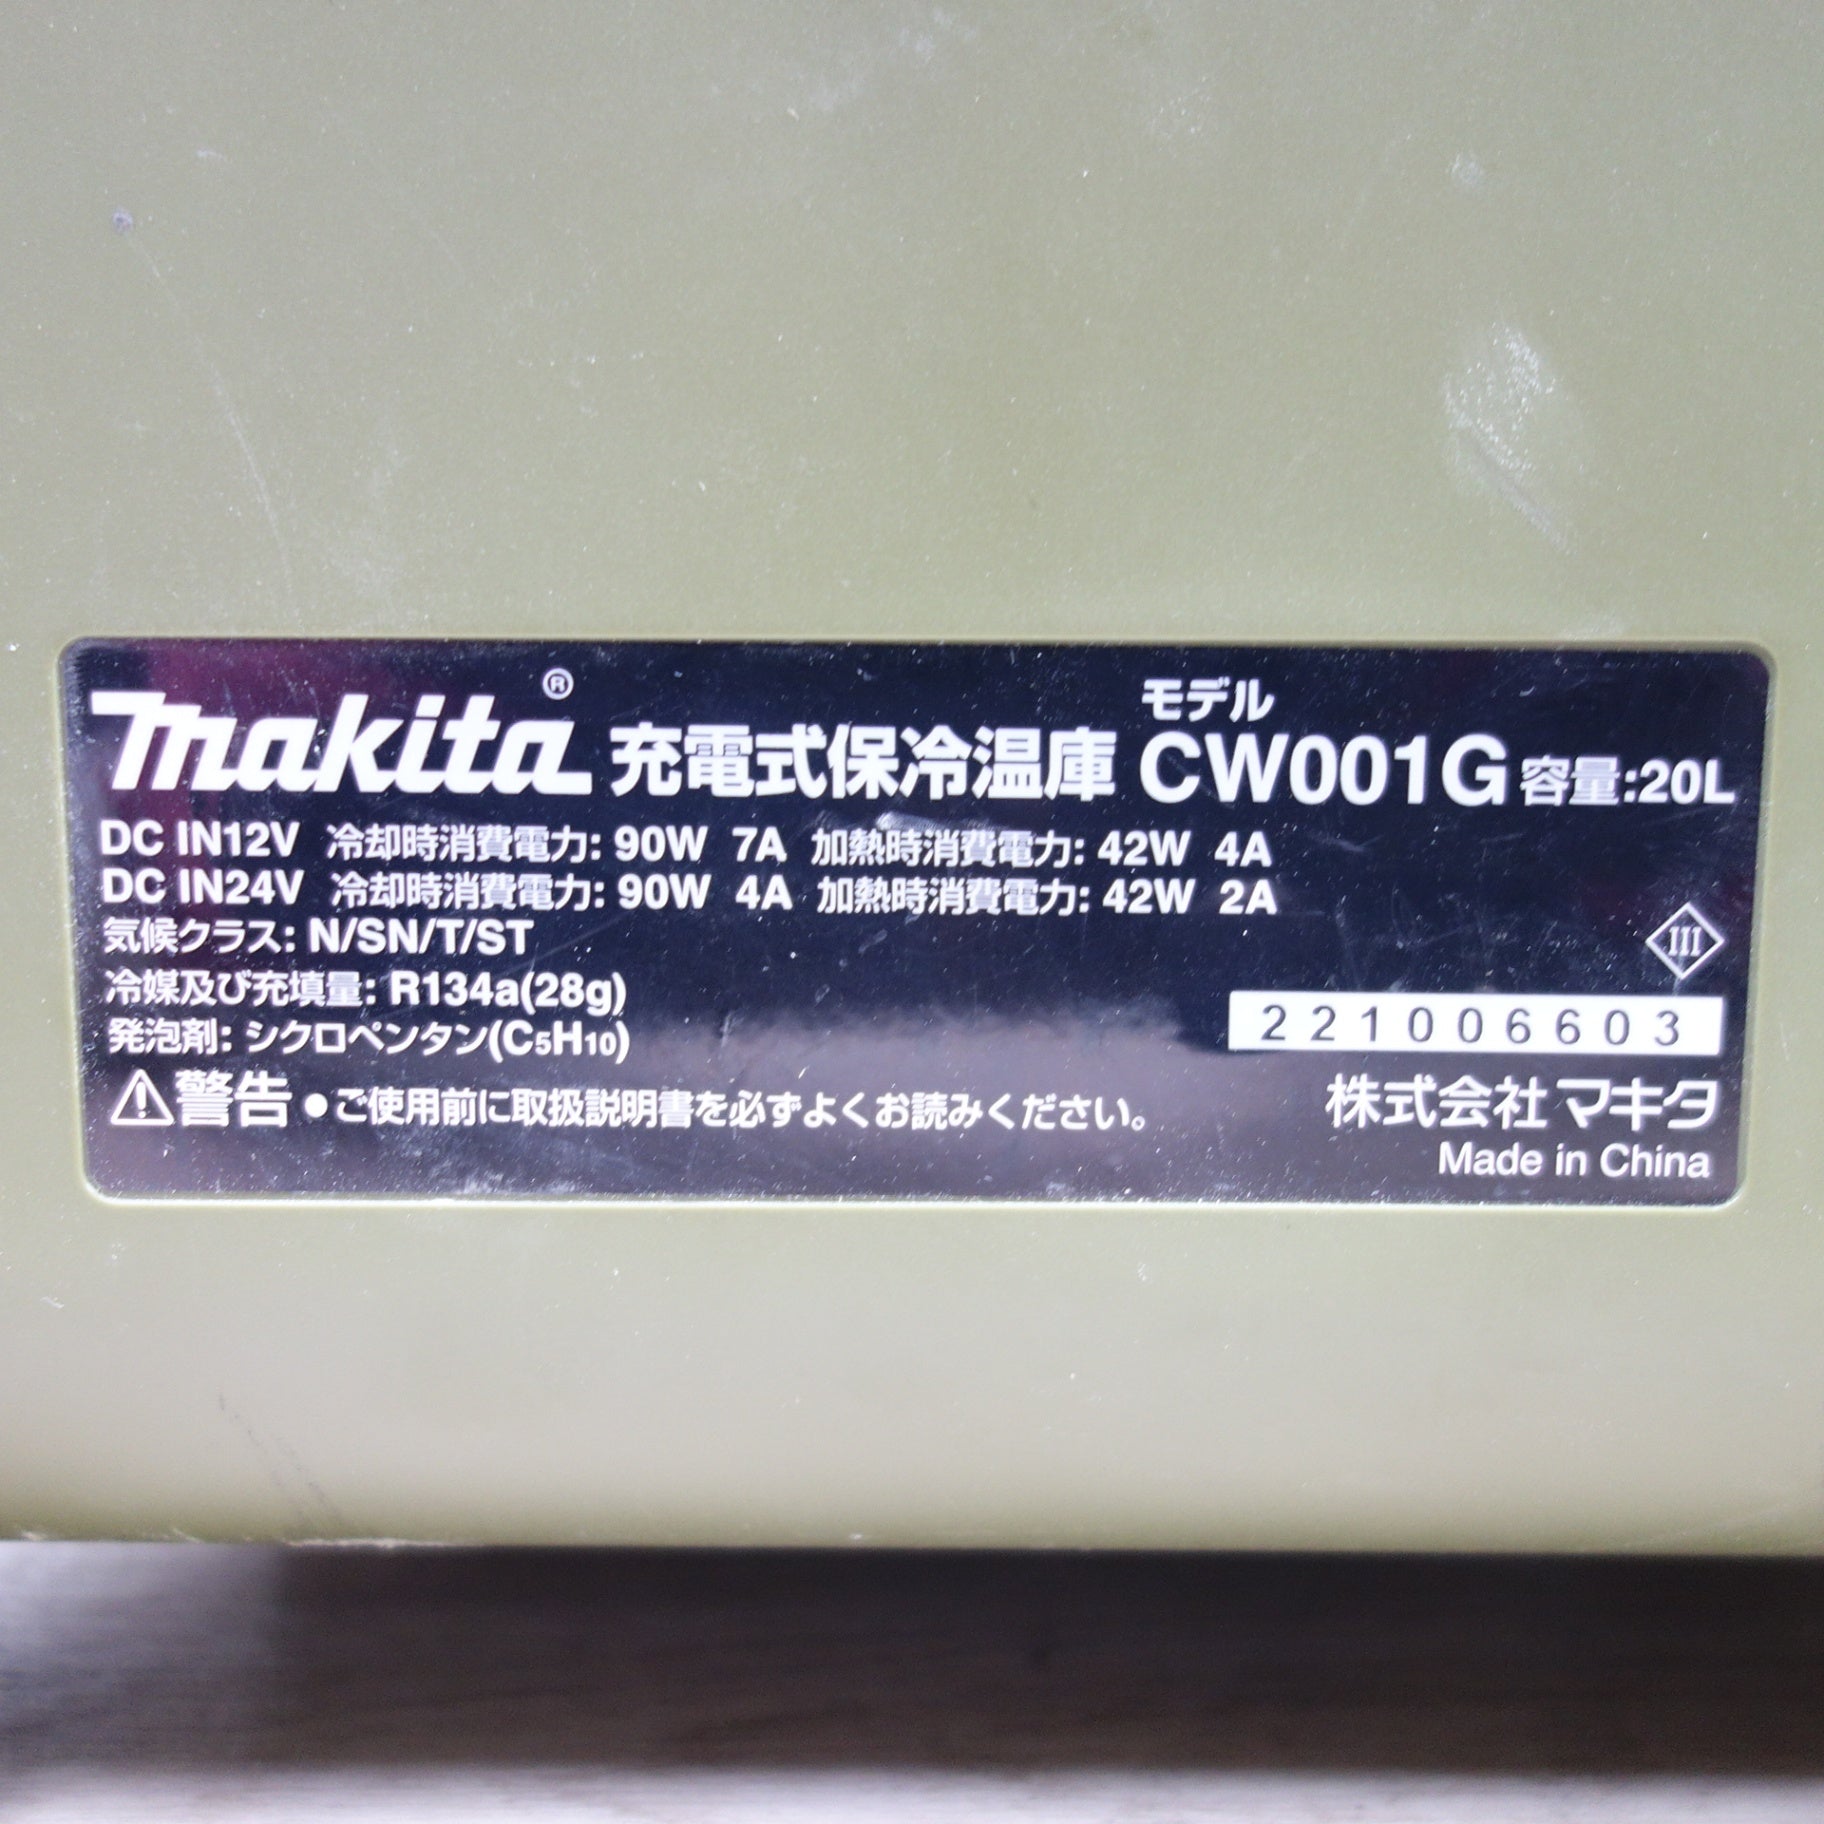 makita® 充電式保冷温庫 モデル CW001G 容量:20L
DC IN12V 冷却時消費電力: 90W 7A 加熱時消費電力: 42W 4A
DC IN24V 冷却時消費電力: 90W 4A 加熱時消費電力: 42W 2A
気候クラス: N/SN/T/ST
III
冷媒及び充填量: R134a(28g)
221006603
発泡剤: シクロペンタン(C5H10)
⚠警告 ●ご使用前に取扱説明書を必ずよくお読みください。
株式会社マキタ
Made in China